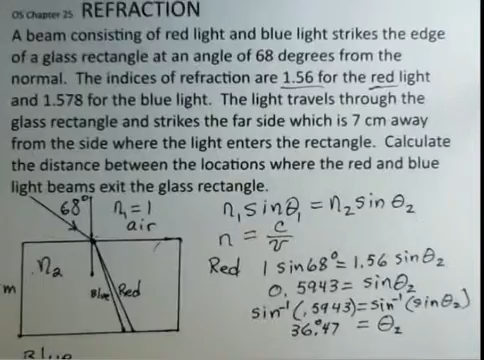 OS Chapter 25 REFRACTION
A beam consisting of red light and blue light strikes the edge
of a glass rectangle at an angle of 68 degrees from the
normal. The indices of refraction are 1.56 for the red light
and 1.578 for the blue light. The light travels through the
glass rectangle and strikes the far side which is 7 cm away
from the side where the light enters the rectangle. Calculate
the distance between the locations where the red and blue
light beams exit the glass rectangle.
68° n₁ = 1
air
n₁ sinθ₁ = n₂ sin θ₂
n = c/v
n₂
Blue Red
m
Red 1 sin68° = 1.56 sinθ₂
0.5943 = sinθ₂
sin⁻¹(.5943) = sin⁻¹(sinθ₂)
36.°47 = θ₂